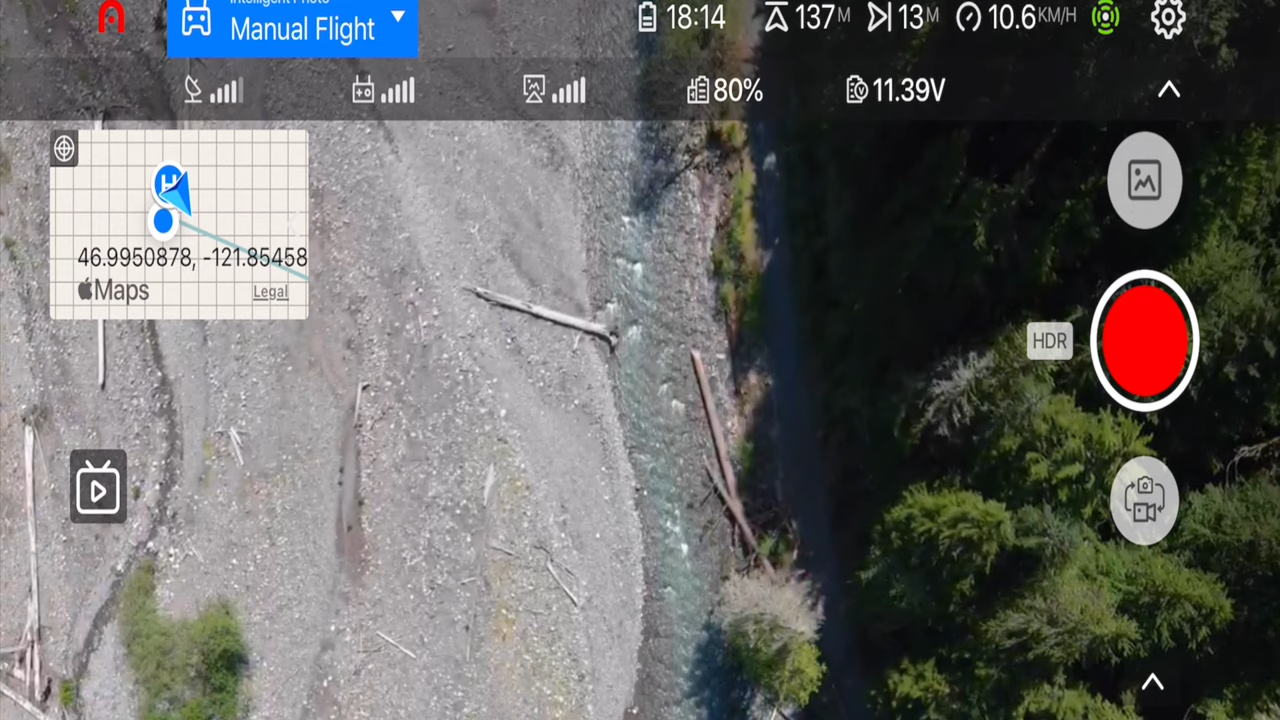 Intelligent Photo
Manual Flight
18:14
137M
13M
10.6KM/H
80%
11.39V
H
46.9950878, -121.85458
Maps
Legal
HDR